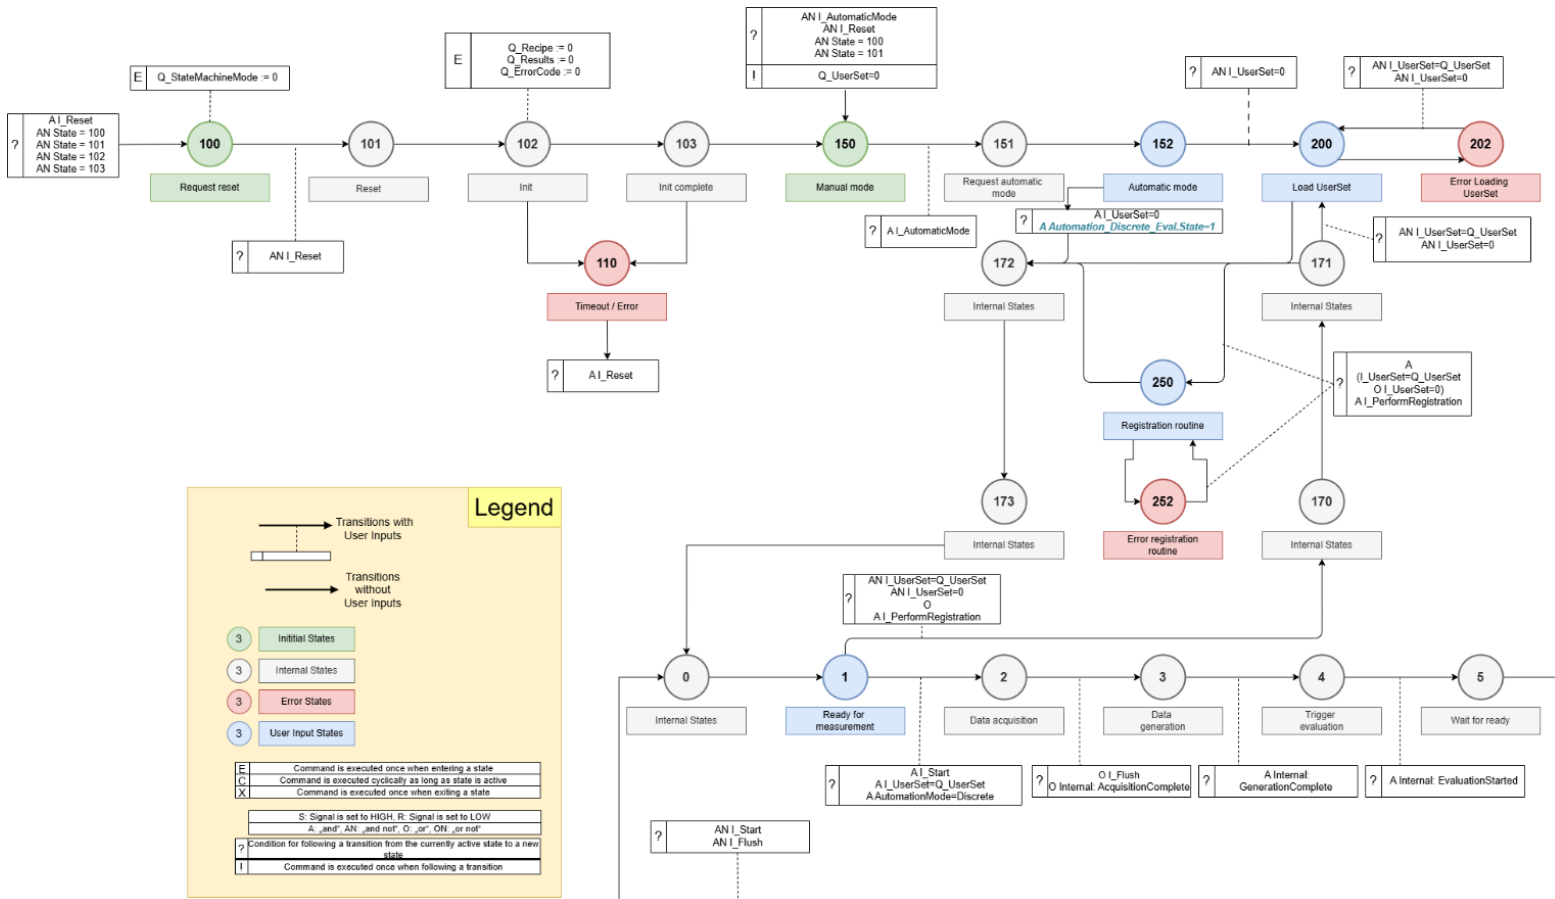 AN I_AutomaticMode
? AN I_Reset
AN State = 100
AN State = 101
! Q_UserSet=0
E Q_Recipe := 0
Q_Results := 0
Q_ErrorCode := 0
E Q_StateMachineMode := 0
? AN I_UserSet=0
? AN I_UserSet=Q_UserSet
AN I_UserSet=0
? A I_Reset
AN State = 100
AN State = 101
AN State = 102
AN State = 103
100
101
102
103
150
151
152
200
202
Request reset
Reset
Init
Init complete
Manual mode
Request automatic
mode
Automatic mode
Load UserSet
Error Loading
UserSet
? A I_UserSet=0
A Automation_Discrete_Eval.State=1
? AN I_Reset
? A I_AutomaticMode
? AN I_UserSet=Q_UserSet
AN I_UserSet=0
110
172
171
Timeout / Error
Internal States
Internal States
? A I_Reset
250
? A
(I_UserSet=Q_UserSet
O I_UserSet=0)
A I_PerformRegistration
Registration routine
173
252
170
Internal States
Error registration
routine
Internal States
Legend
Transitions with
User Inputs
Transitions
without
User Inputs
3 Inititial States
3 Internal States
3 Error States
3 User Input States
E Command is executed once when entering a state
C Command is executed cyclically as long as state is active
X Command is executed once when exiting a state
S: Signal is set to HIGH, R: Signal is set to LOW
A: „and“, AN: „and not“, O: „or“, ON: „or not“
? Condition for following a transition from the currently active state to a new
state
! Command is executed once when following a transition
? AN I_UserSet=Q_UserSet
AN I_UserSet=0
O
A I_PerformRegistration
0
1
2
3
4
5
Internal States
Ready for
measurement
Data acquisition
Data
generation
Trigger
evaluation
Wait for ready
? A I_Start
A I_UserSet=Q_UserSet
A AutomationMode=Discrete
? O I_Flush
O Internal: AcquisitionComplete
? A Internal:
GenerationComplete
? A Internal: EvaluationStarted
? AN I_Start
AN I_Flush